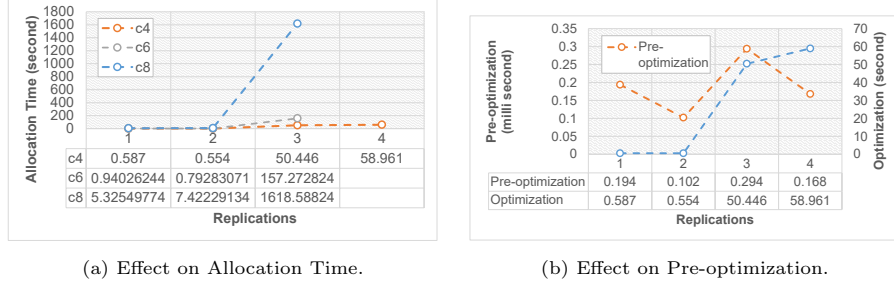 1800
1600
1400
1200
1000
800
600
400
200
0
Allocation Time (second)
c4
c6
c8
1 2 3 4
c4 0.587 0.554 50.446 58.961
c6 0.94026244 0.79283071 157.272824
c8 5.32549774 7.42229134 1618.58824
Replications
(a) Effect on Allocation Time.
0.35
0.3
0.25
0.2
0.15
0.1
0.05
0
Pre-optimization
(milli second)
Pre-
optimization
70
60
50
40
30
20
10
0
Optimization (second)
1 2 3 4
Pre-optimization 0.194 0.102 0.294 0.168
Optimization 0.587 0.554 50.446 58.961
Replications
(b) Effect on Pre-optimization.